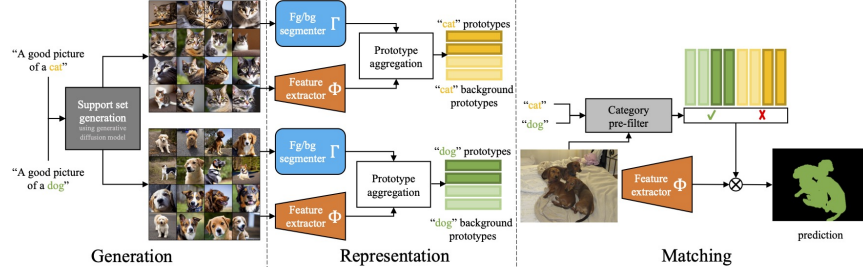 "A good picture
of a cat"
Support set
generation
using generative
diffusion model
"A good picture
of a dog"
Generation
Fg/bg
segmenter Γ
Feature
extractor Φ
Prototype
aggregation
"cat" prototypes
"cat" background
prototypes
Fg/bg
segmenter Γ
Feature
extractor Φ
Prototype
aggregation
"dog" prototypes
"dog" background
prototypes
Representation
"cat"
"dog"
Category
pre-filter
✓
✗
Feature
extractor Φ
prediction
Matching